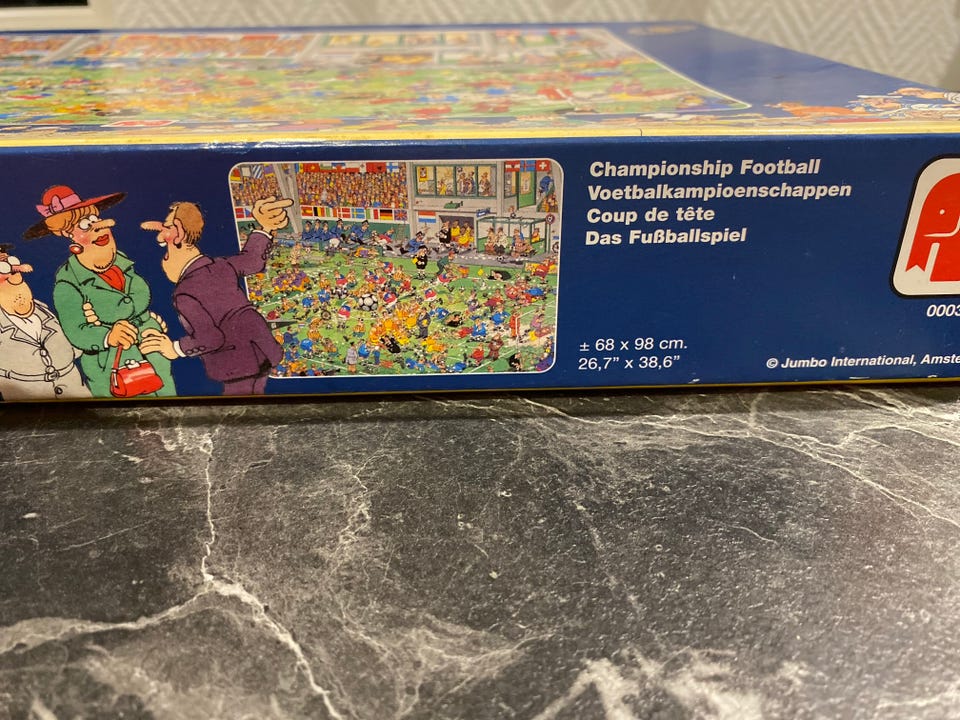 Championship Football
Voetbalkampioenschappen
Coup de tête
Das Fußballspiel
± 68 x 98 cm.
26,7” x 38,6”
0003
© Jumbo International, Amste